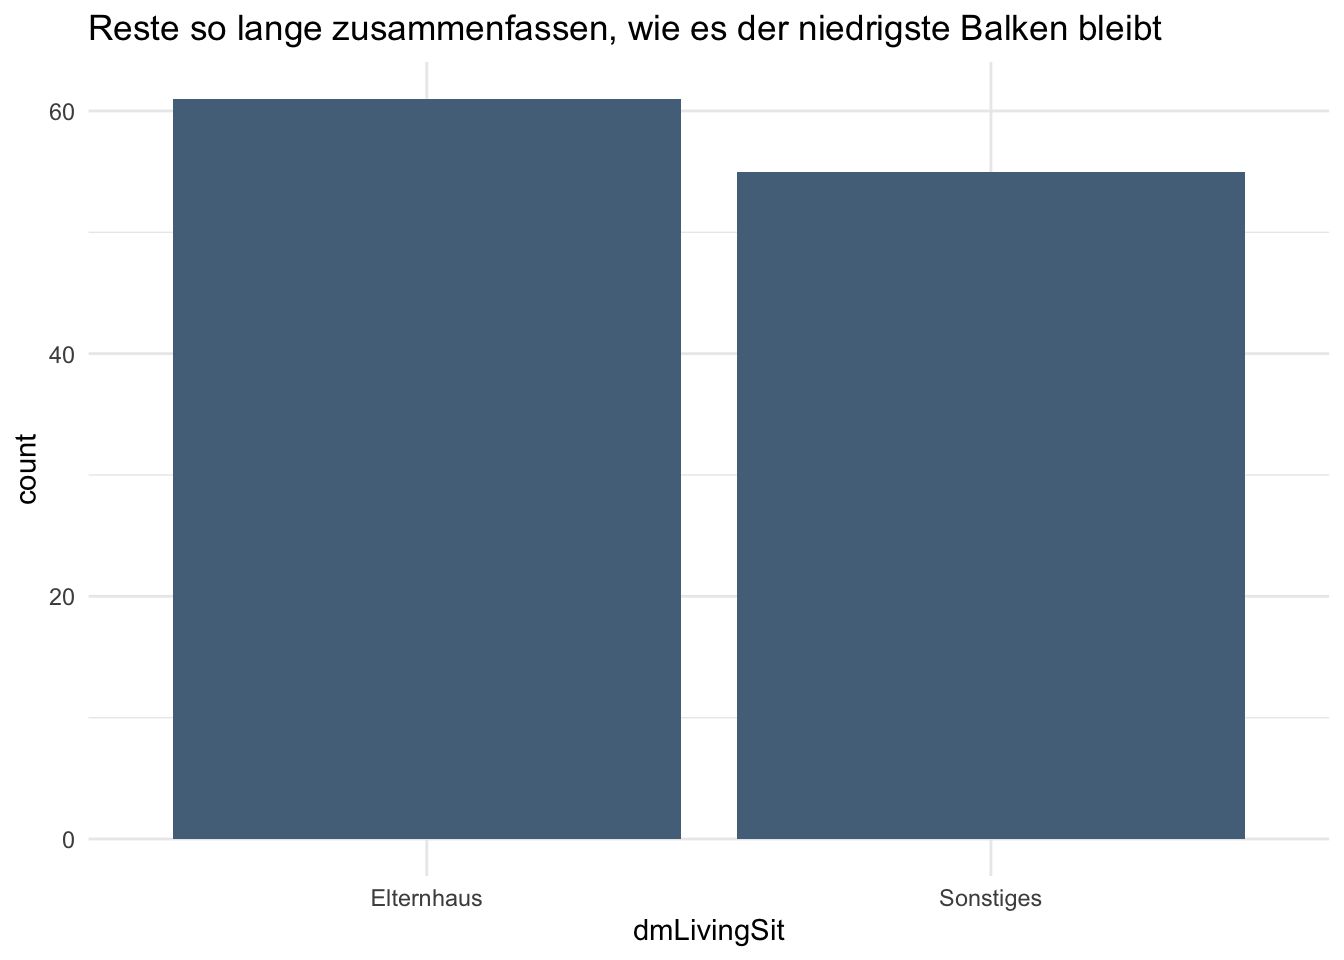 Reste so lange zusammenfassen, wie es der niedrigste Balken bleibt
60
40
20
0
count
Elternhaus
Sonstiges
dmLivingSit